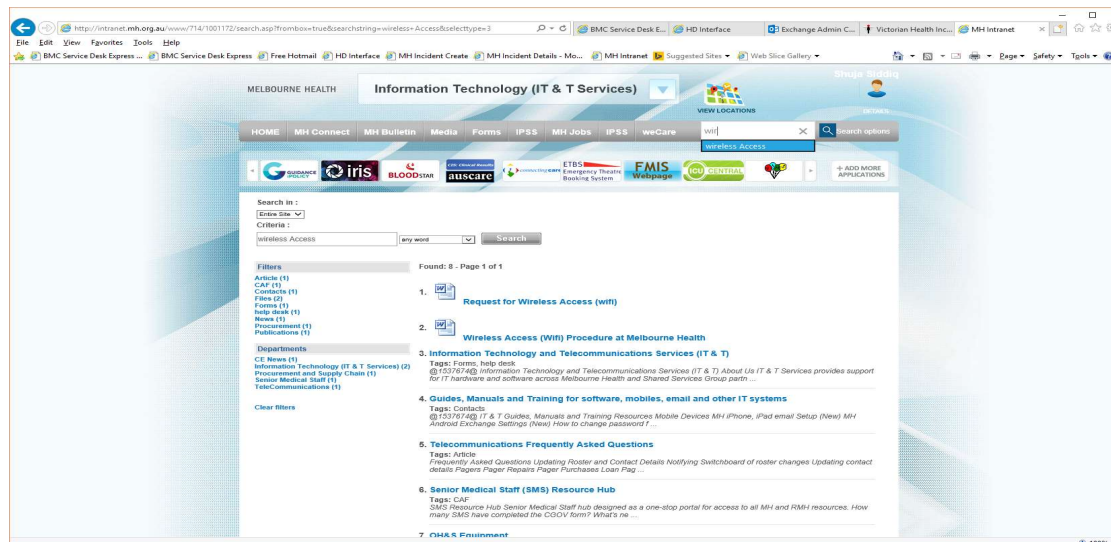 http://intranet.mh.org.au/www/714/1001172/search.asp?frombox=true&searchstring=wireless+Access&selecttype=3
BMC Service Desk E...
HD Interface
Exchange Admin C...
Victorian Health Inc...
MH Intranet
File Edit View Favorites Tools Help
BMC Service Desk Express ...
BMC Service Desk Express
Free Hotmail
HD Interface
MH Incident Create
MH Incident Details - Mo...
MH Intranet
Suggested Sites
Web Slice Gallery
Page Safety Tools
Shuja Siddiq
MELBOURNE HEALTH
Information Technology (IT & T Services)
VIEW LOCATIONS
HOME MH Connect MH Bulletin Media Forms IPSS MH Jobs IPSS weCare
wir
Search options
wireless Access
GUIDANCE iPOLICY
iris
BLOODSTAR
auscare
connectingcare
ETBS
Emergency Theatre
Booking System
FMIS
Webpage
ICU CENTRAL
+ ADD MORE
APPLICATIONS
Search in :
Entire Site
Criteria :
wireless Access
any word
Search
Filters
Article (1)
CAF (1)
Contacts (1)
Files (2)
Forms (1)
help desk (1)
News (1)
Procurement (1)
Publications (1)
Departments
CE News (1)
Information Technology (IT & T Services) (2)
Procurement and Supply Chain (1)
Senior Medical Staff (1)
TeleCommunications (1)
Clear filters
Found: 8 - Page 1 of 1
1. Request for Wireless Access (wifi)
2. Wireless Access (Wifi) Procedure at Melbourne Health
3. Information Technology and Telecommunications Services (IT & T)
Tags: Forms, help desk
@1537674@ Information Technology and Telecommunications Services (IT & T) About Us IT & T Services provides support
for IT hardware and software across Melbourne Health and Shared Services Group partn ...
4. Guides, Manuals and Training for software, mobiles, email and other IT systems
Tags: Contacts
@1537674@ IT & T Guides, Manuals and Training Resources Mobile Devices MH iPhone, iPad email Setup (New) MH
Android Exchange Settings (New) How to change password f ...
5. Telecommunications Frequently Asked Questions
Tags: Article
Frequently Asked Questions Updating Roster and Contact Details Notifying Switchboard of roster changes Updating contact
details Pagers Pager Repairs Pager Purchases Loan Pag ...
6. Senior Medical Staff (SMS) Resource Hub
Tags: CAF
SMS Resource Hub Senior Medical Staff hub designed as a one-stop portal for access to all MH and RMH resources. How
many SMS have completed the CGOV form? What's ne ...
7. OH&S Equipment